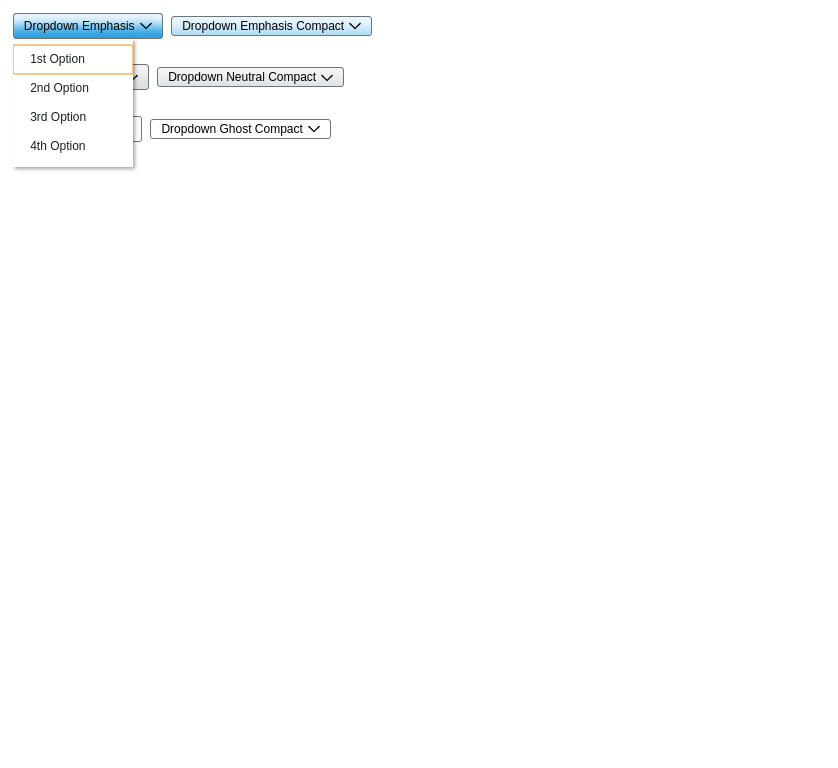 Dropdown Emphasis
Dropdown Emphasis Compact
1st Option
2nd Option
3rd Option
4th Option
Dropdown Neutral Compact
Dropdown Ghost Compact